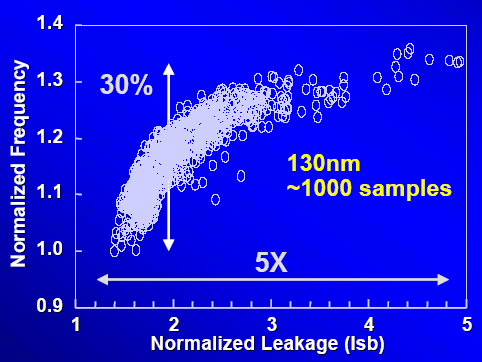 1.4
1.3
1.2
1.1
1.0
0.9
Normalized Frequency
30%
130nm
~1000 samples
5X
1
2
3
4
5
Normalized Leakage (Isb)